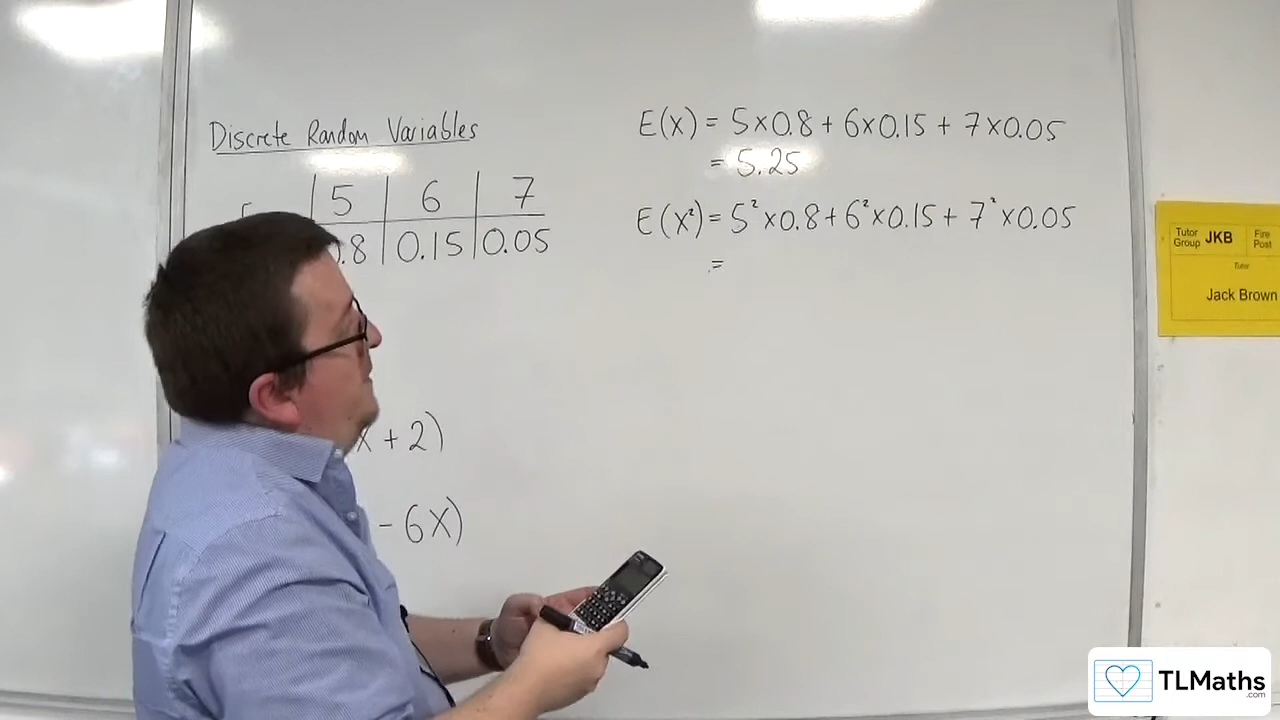 Discrete Random Variables
5 6 7
.8 0.15 0.05
x + 2)
- 6X)
E(X) = 5×0.8 + 6×0.15 + 7×0.05
= 5.25
E(X²) = 5²×0.8 + 6²×0.15 + 7²×0.05
=
Tutor Group JKB Fire Post
Tutor
Jack Brown
TLMaths
.com